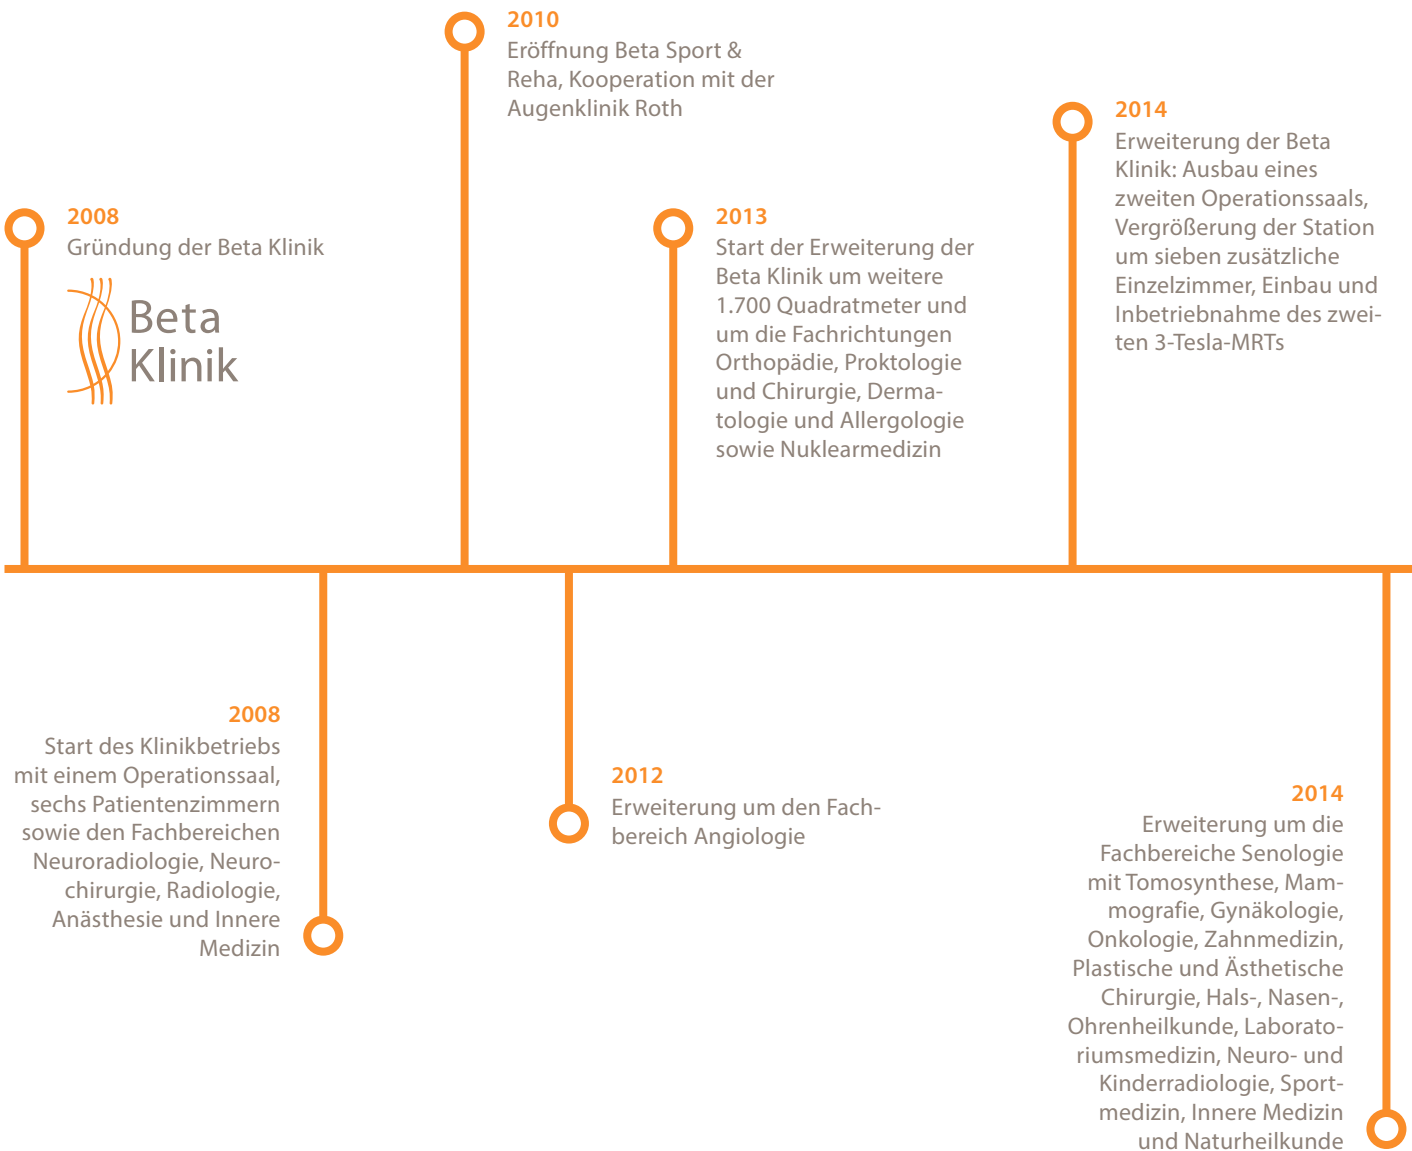 2008
Gründung der Beta Klinik
Beta
Klinik
2008
Start des Klinikbetriebs
mit einem Operationssaal,
sechs Patientenzimmern
sowie den Fachbereichen
Neuroradiologie, Neuro-
chirurgie, Radiologie,
Anästhesie und Innere
Medizin
2010
Eröffnung Beta Sport &
Reha, Kooperation mit der
Augenklinik Roth
2012
Erweiterung um den Fach-
bereich Angiologie
2013
Start der Erweiterung der
Beta Klinik um weitere
1.700 Quadratmeter und
um die Fachrichtungen
Orthopädie, Proktologie
und Chirurgie, Derma-
tologie und Allergologie
sowie Nuklearmedizin
2014
Erweiterung der Beta
Klinik: Ausbau eines
zweiten Operationssaals,
Vergrößerung der Station
um sieben zusätzliche
Einzelzimmer, Einbau und
Inbetriebnahme des zwei-
ten 3-Tesla-MRTs
2014
Erweiterung um die
Fachbereiche Senologie
mit Tomosynthese, Mam-
mografie, Gynäkologie,
Onkologie, Zahnmedizin,
Plastische und Ästhetische
Chirurgie, Hals-, Nasen-,
Ohrenheilkunde, Laborato-
riumsmedizin, Neuro- und
Kinderradiologie, Sport-
medizin, Innere Medizin
und Naturheilkunde